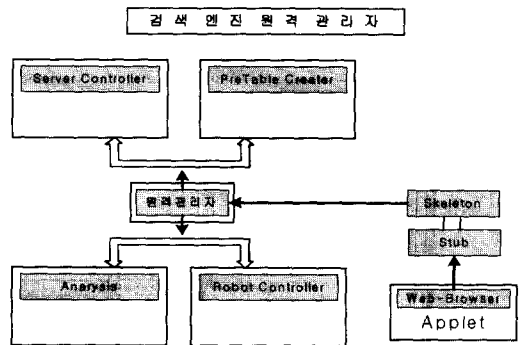 검 색 엔 진 원 격 관 리 자
Server Controller
PreTable Creater
원격관리자
Skeleton
Stub
Anarysis
Robot Controller
Web-Browser
Applet